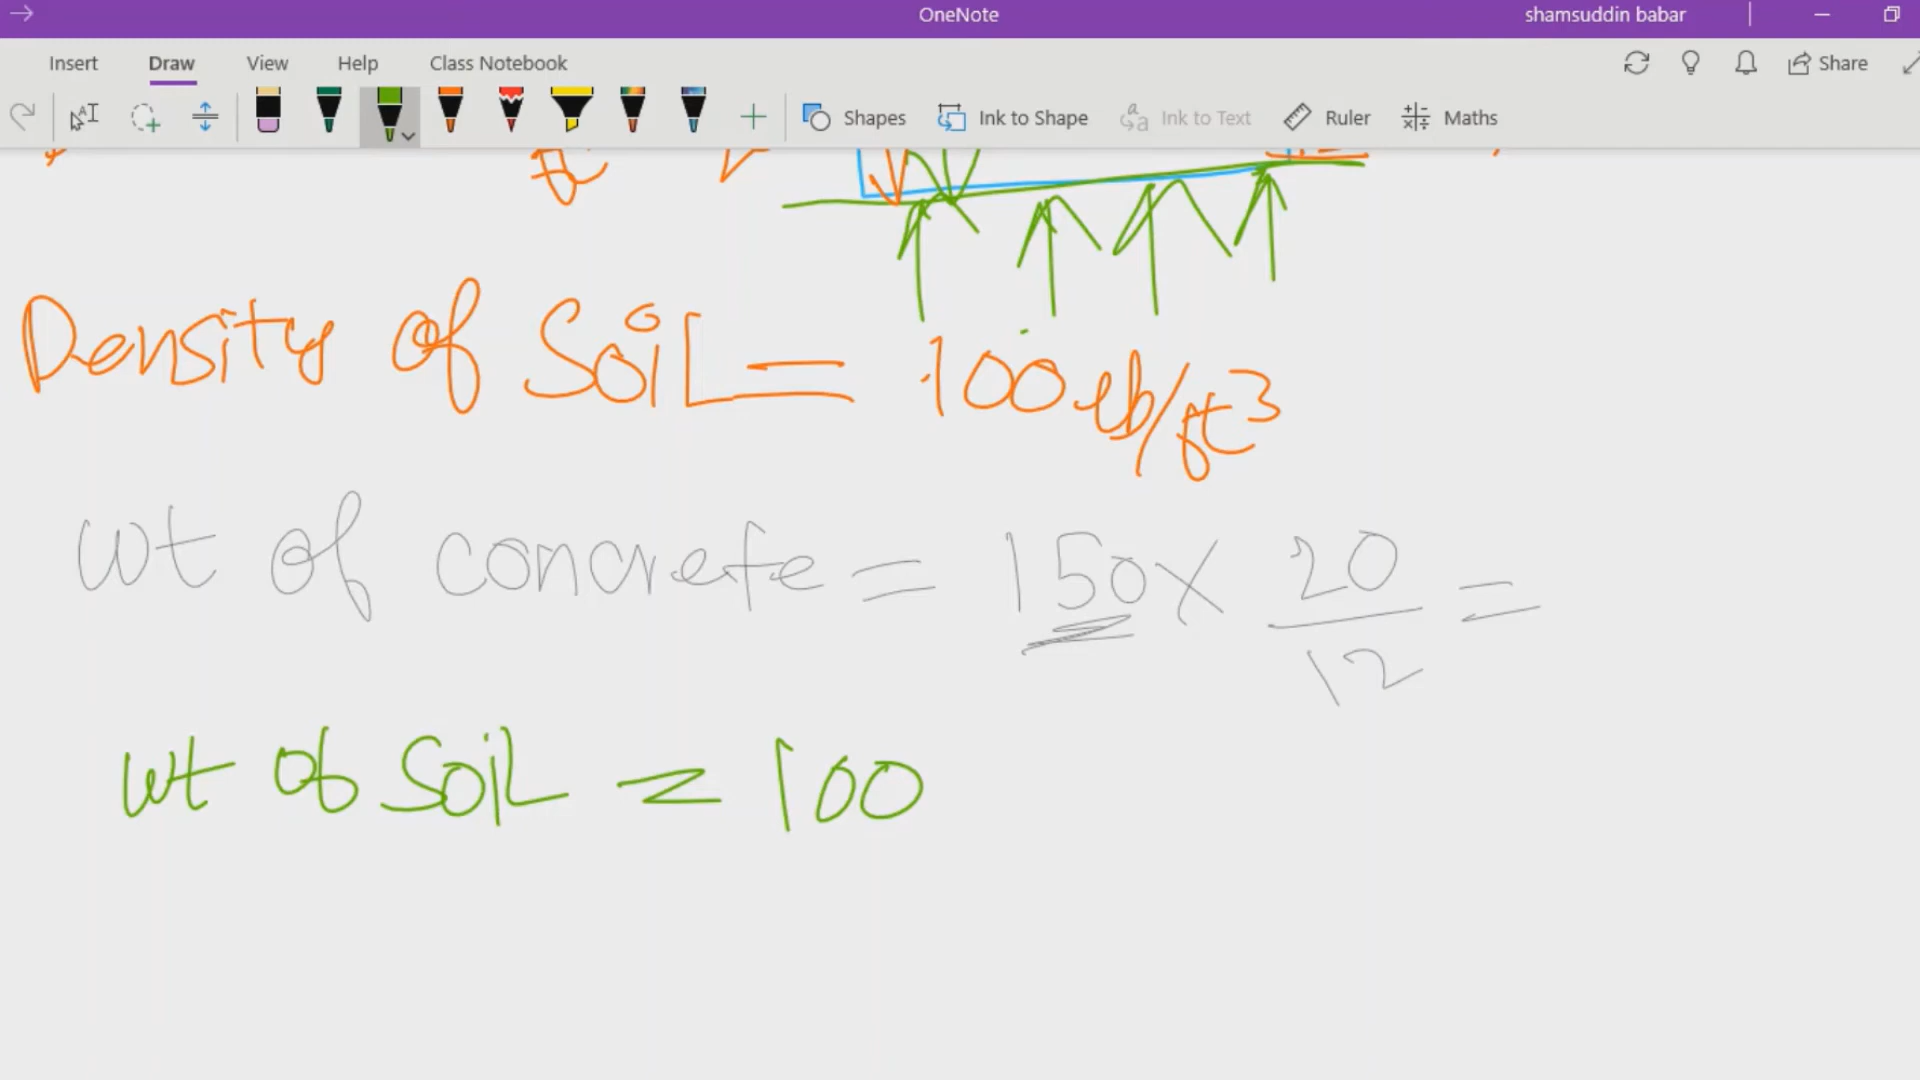 OneNote
shamsuddin babar
Insert Draw View Help Class Notebook Share
Shapes Ink to Shape Ink to Text Ruler Maths
Density of Soil = 100 lb/ft³
wt of concrete = 150 x 20/12 =
wt of Soil = 100